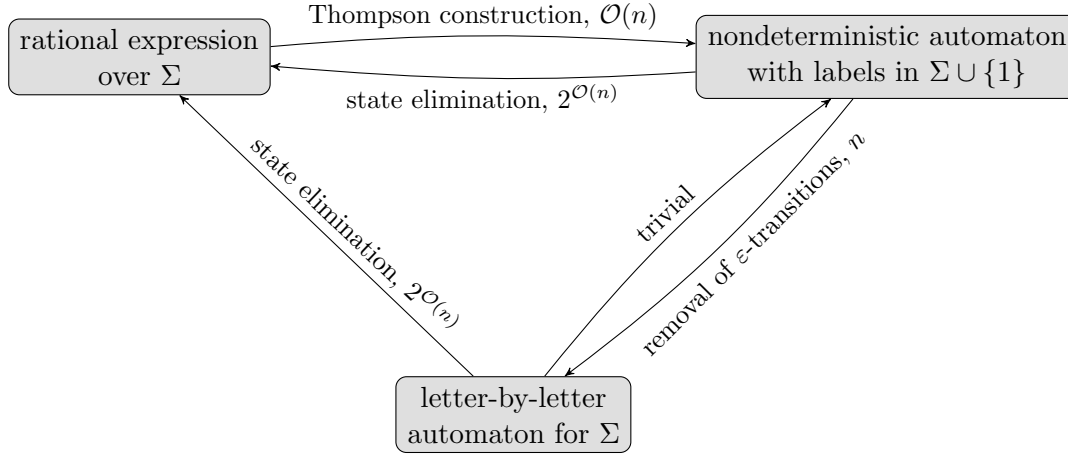 Thompson construction, 𝒪(n)
rational expression
over Σ
nondeterministic automaton
with labels in Σ ∪ {1}
state elimination, 2^𝒪(n)
state elimination, 2^𝒪(n)
trivial
removal of ε-transitions, n
letter-by-letter
automaton for Σ